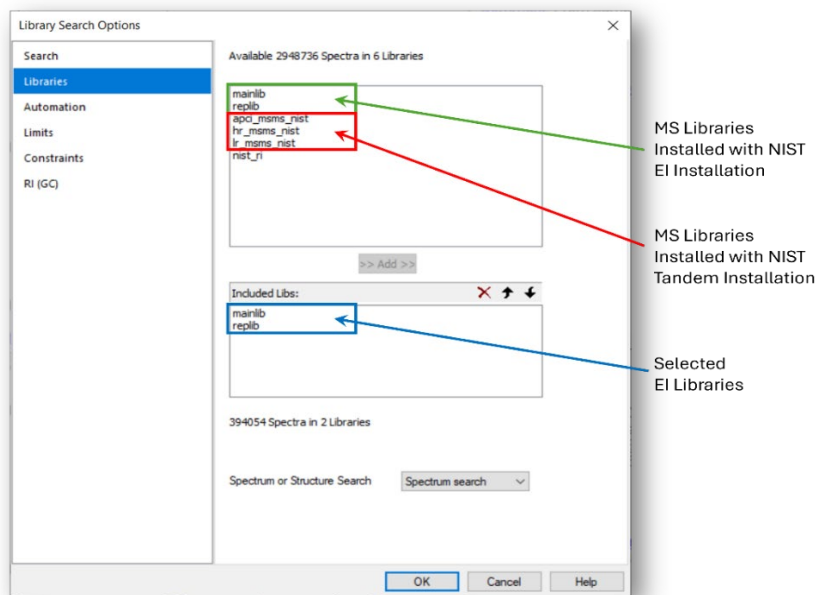 Library Search Options
Search
Libraries
Automation
Limits
Constraints
RI (GC)
Available 2948736 Spectra in 6 Libraries
mainlib
replib
apci_msms_nist
hr_msms_nist
lr_msms_nist
nist_ri
>> Add >>
Included Libs:
mainlib
replib
394054 Spectra in 2 Libraries
Spectrum or Structure Search
Spectrum search
OK
Cancel
Help
MS Libraries
Installed with NIST
EI Installation
MS Libraries
Installed with NIST
Tandem Installation
Selected
EI Libraries